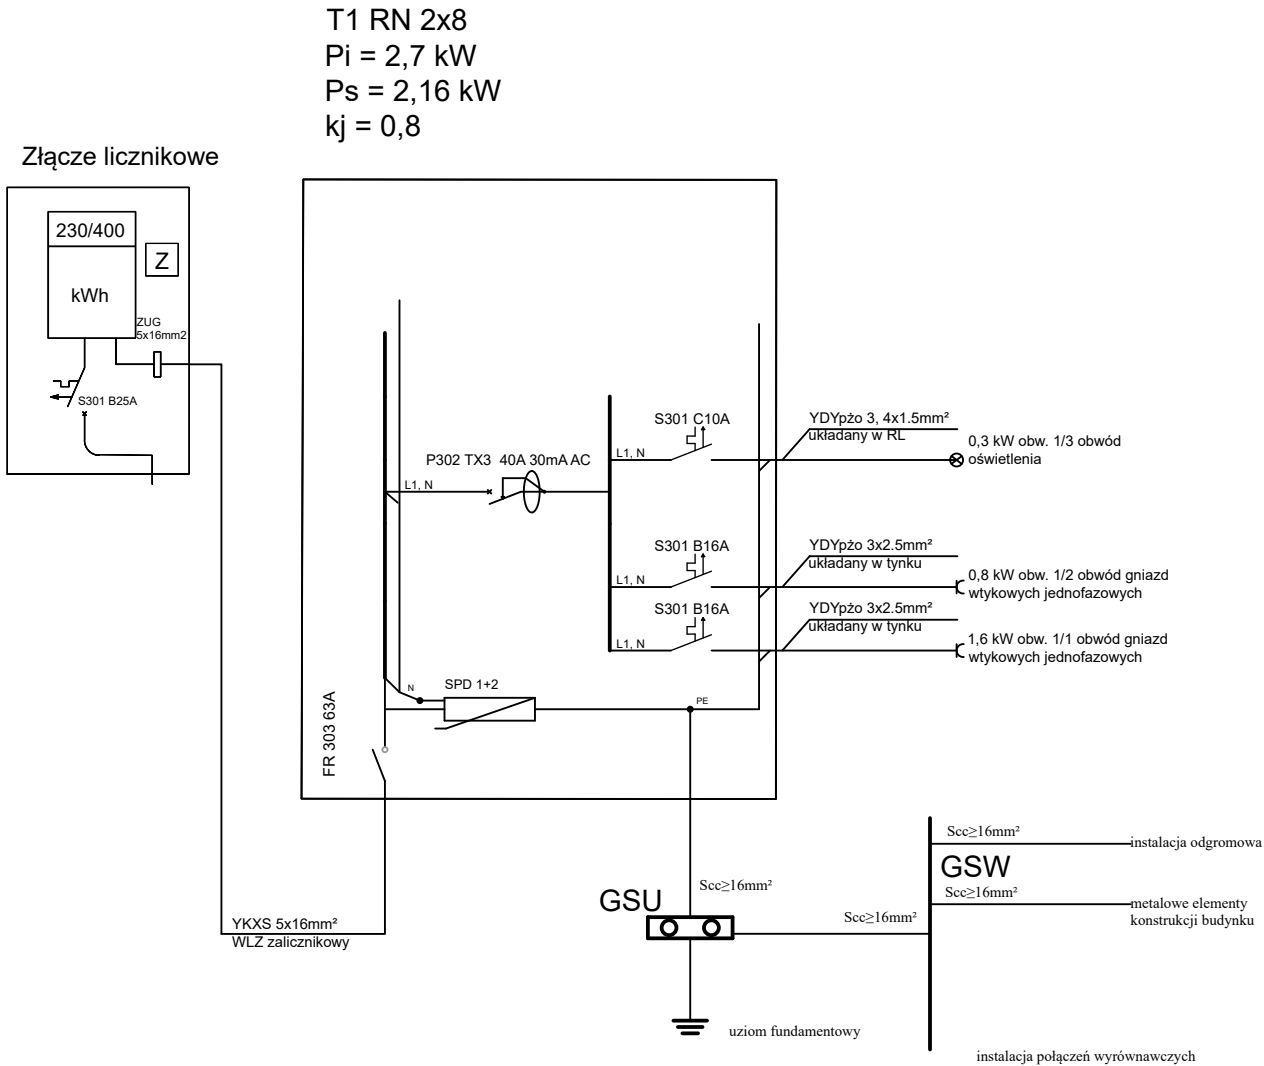 T1 RN 2x8
Pi = 2,7 kW
Ps = 2,16 kW
kj = 0,8
Złącze licznikowe
230/400
Z
kWh
ZUG
5x16mm2
S301 B25A
P302 TX3 40A 30mA AC
L1, N
S301 C10A
L1, N
YDYpżo 3, 4x1.5mm²
układany w RL
0,3 kW obw. 1/3 obwód
oświetlenia
S301 B16A
L1, N
YDYpżo 3x2.5mm²
układany w tynku
0,8 kW obw. 1/2 obwód gniazd
wtykowych jednofazowych
S301 B16A
L1, N
YDYpżo 3x2.5mm²
układany w tynku
1,6 kW obw. 1/1 obwód gniazd
wtykowych jednofazowych
N
SPD 1+2
PE
FR 303 63A
YKXS 5x16mm²
WLZ zalicznikowy
GSU
Scc≥16mm²
Scc≥16mm²
Scc≥16mm²
instalacja odgromowa
GSW
Scc≥16mm²
metalowe elementy
konstrukcji budynku
uziom fundamentowy
instalacja połączeń wyrównawczych